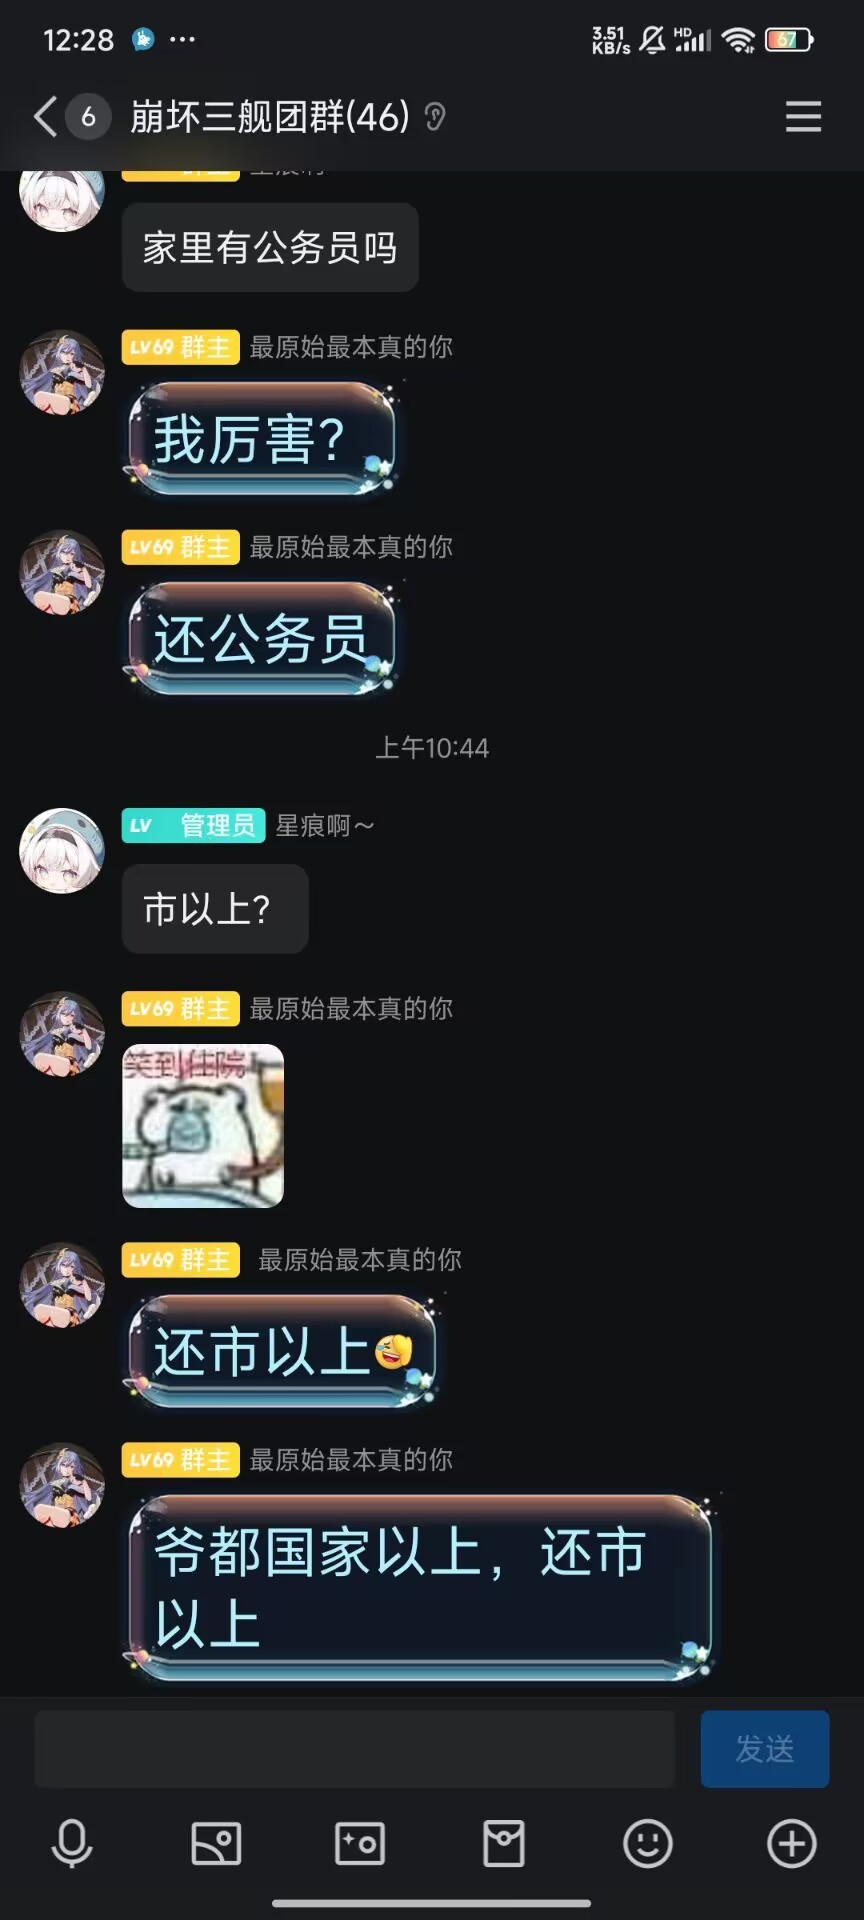 12:28
3.51
KB/s
HD
67
6
崩坏三舰团群(46)
家里有公务员吗
LV69 群主 最原始最本真的你
我厉害?
LV69 群主 最原始最本真的你
还公务员
上午10:44
LV 管理员 星痕啊~
市以上?
LV69 群主 最原始最本真的你
笑到住院
LV69 群主 最原始最本真的你
还市以上
LV69 群主 最原始最本真的你
爷都国家以上，还市
以上
发送